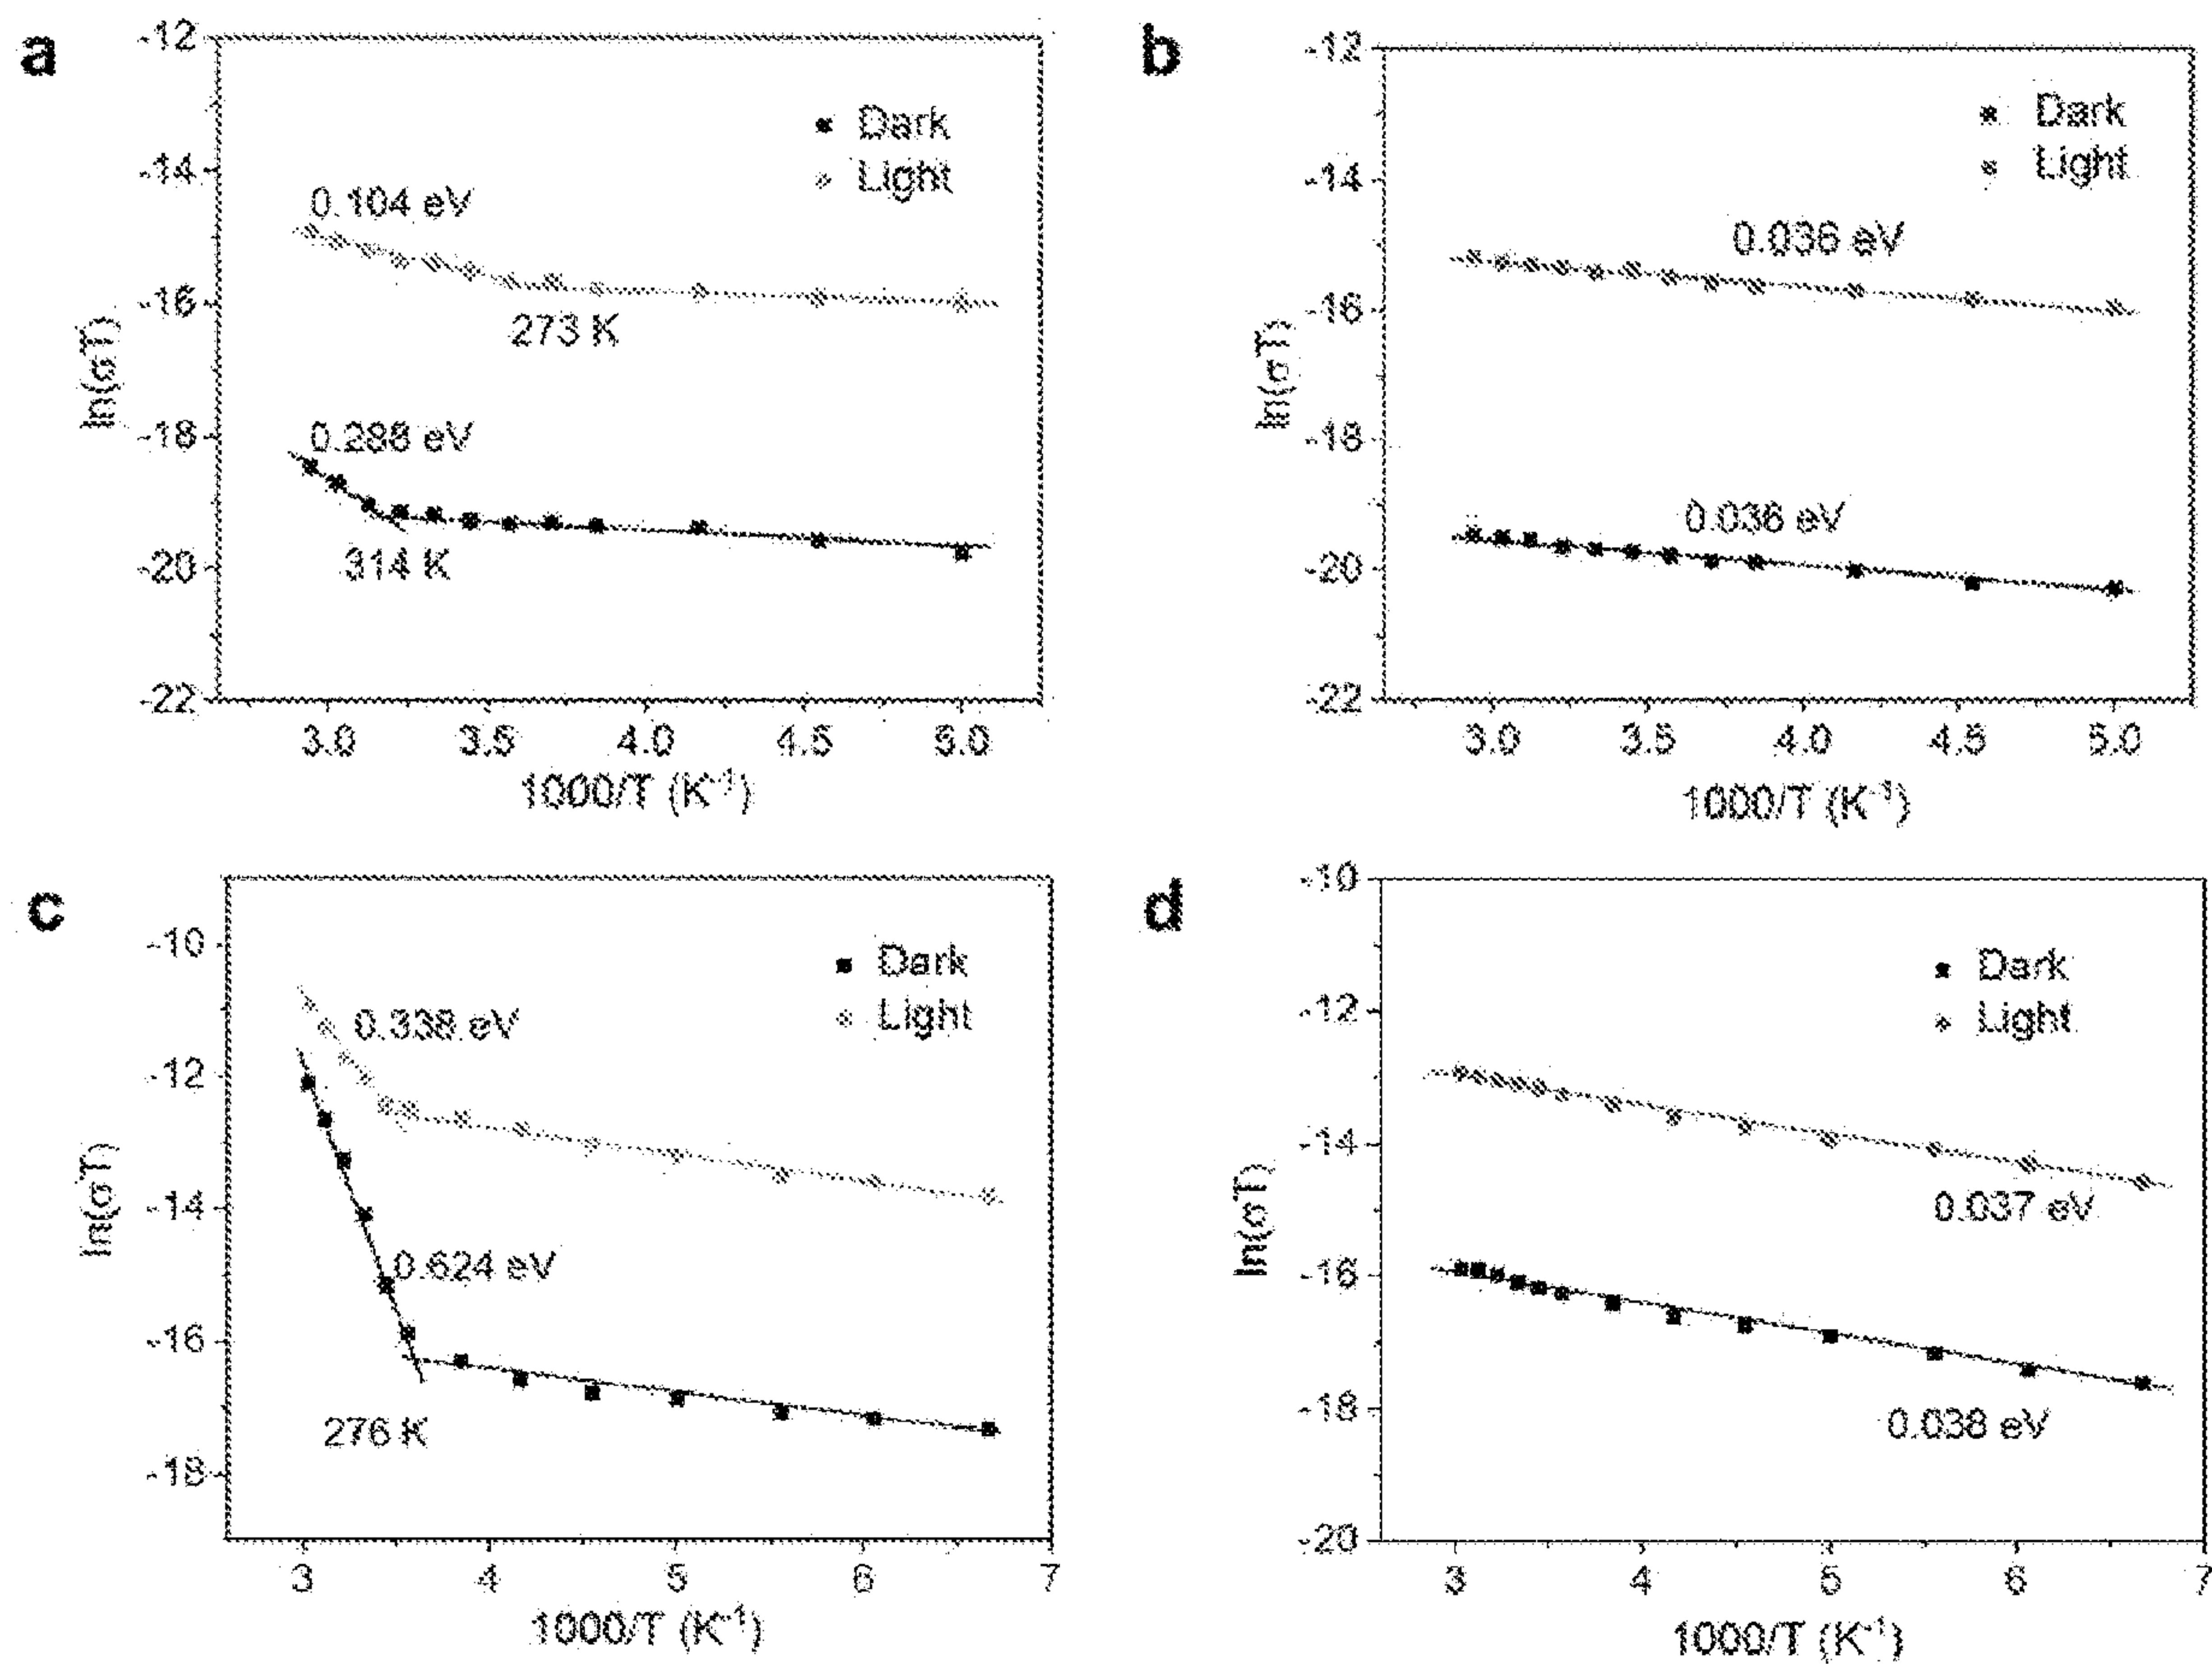 a
-12
-14
-16
-18
-20
-22
ln(σT)
Dark
Light
0.104 eV
273 K
0.288 eV
314 K
3.0 3.5 4.0 4.5 5.0
1000/T (K⁻¹)
b
-12
-14
-16
-18
-20
-22
ln(σT)
Dark
Light
0.036 eV
0.036 eV
3.0 3.5 4.0 4.5 5.0
1000/T (K⁻¹)
c
-10
-12
-14
-16
-18
ln(σT)
Dark
Light
0.338 eV
0.624 eV
276 K
3 4 5 6 7
1000/T (K⁻¹)
d
-10
-12
-14
-16
-18
-20
ln(σT)
Dark
Light
0.037 eV
0.038 eV
3 4 5 6 7
1000/T (K⁻¹)